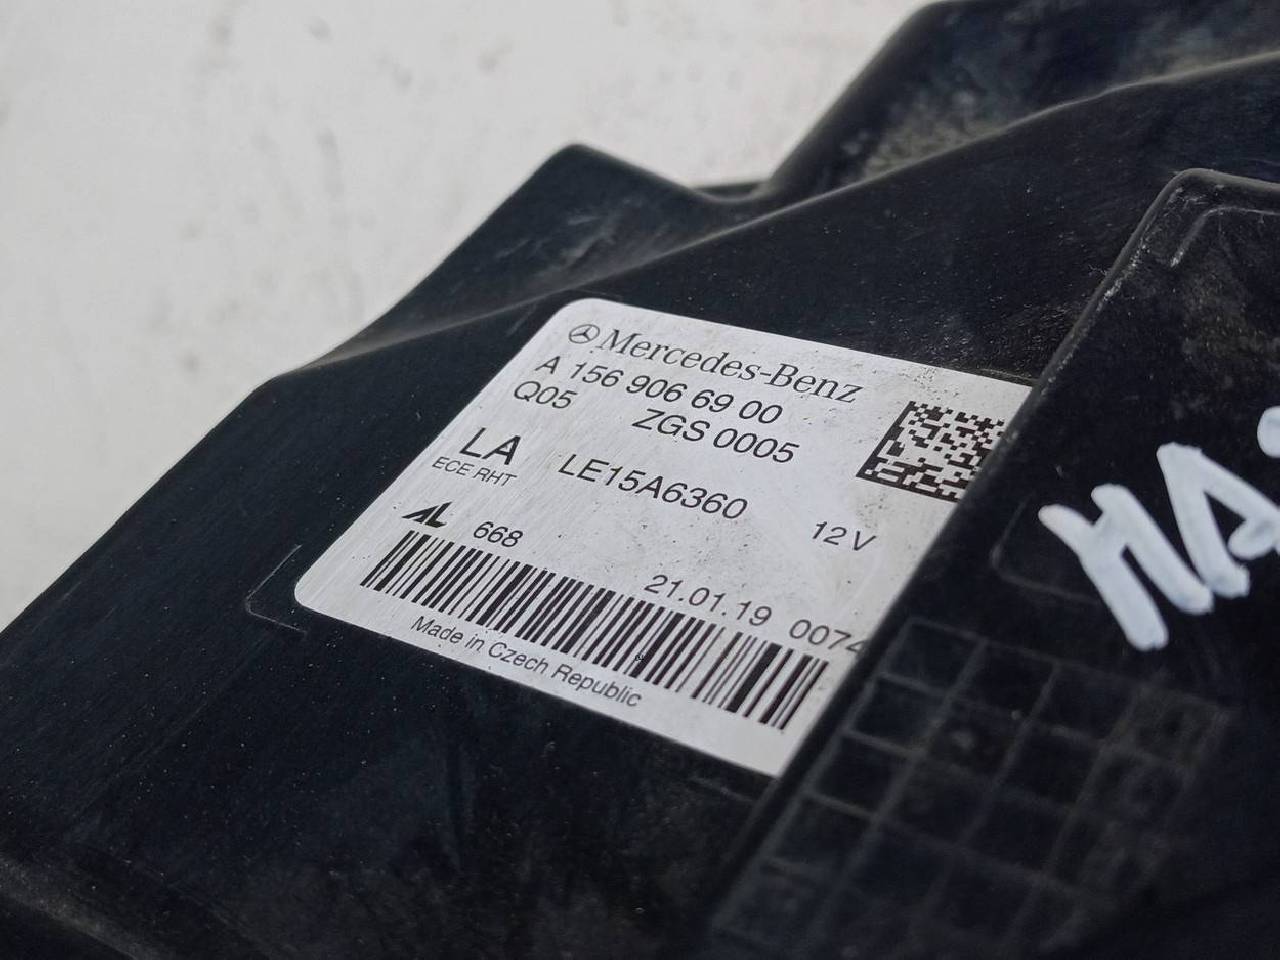 Mercedes-Benz
A 156 906 69 00
Q05 ZGS 0005
LA LE15A6360
ECE RHT
12V
AL 668
21.01.19 0074
Made in Czech Republic